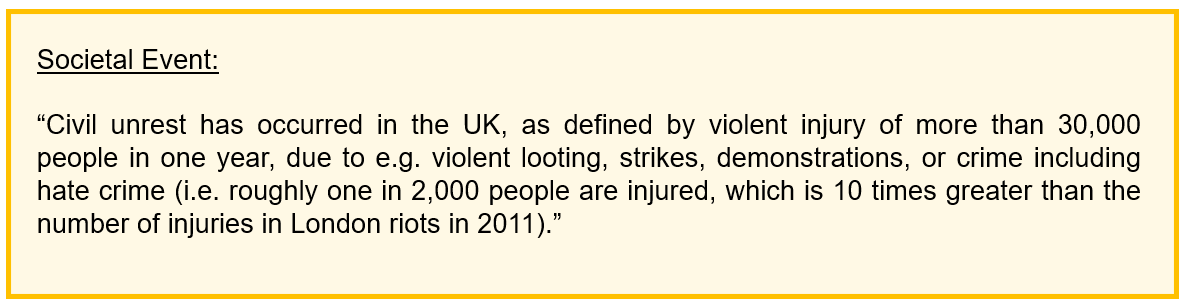 Societal Event:
“Civil unrest has occurred in the UK, as defined by violent injury of more than 30,000
people in one year, due to e.g. violent looting, strikes, demonstrations, or crime including
hate crime (i.e. roughly one in 2,000 people are injured, which is 10 times greater than the
number of injuries in London riots in 2011).”